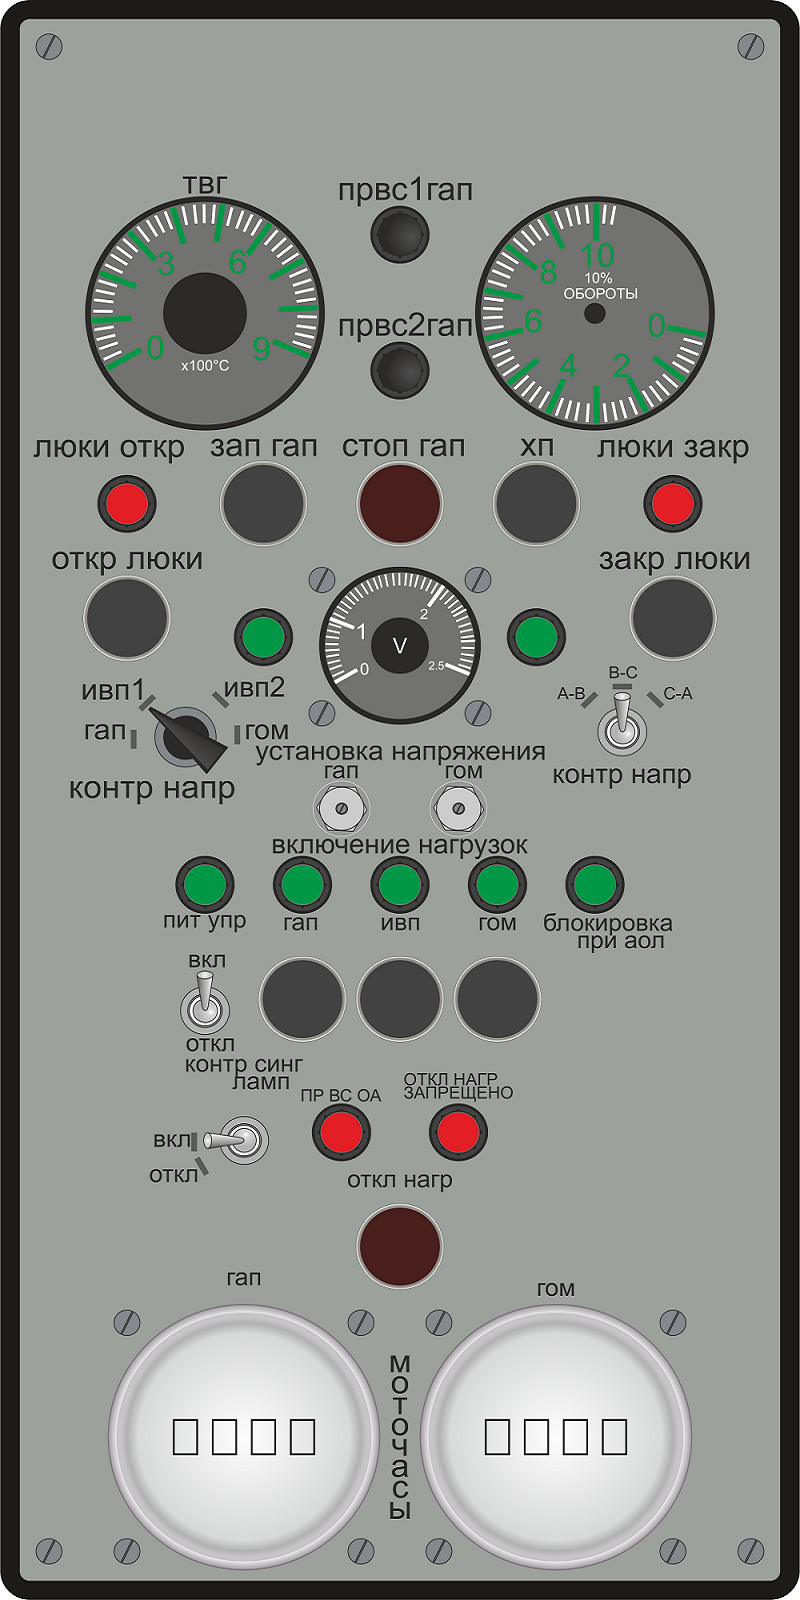 твг
првс1гап
3
6
0
9
x100°C
10
8
10%
ОБОРОТЫ
6
0
4
2
првс2гап
люки откр
зап гап
стоп гап
хп
люки закр
откр люки
закр люки
1
2
0
2.5
V
ивп1
ивп2
гап
гом
контр напр
A-B
B-C
C-A
контр напр
установка напряжения
гап
гом
включение нагрузок
пит упр
гап
ивп
гом
блокировка
при аол
вкл
откл
контр синг
ламп
ПР ВС ОА
ОТКЛ НАГР
ЗАПРЕЩЕНО
вкл
откл
откл нагр
гап
гом
моточасы